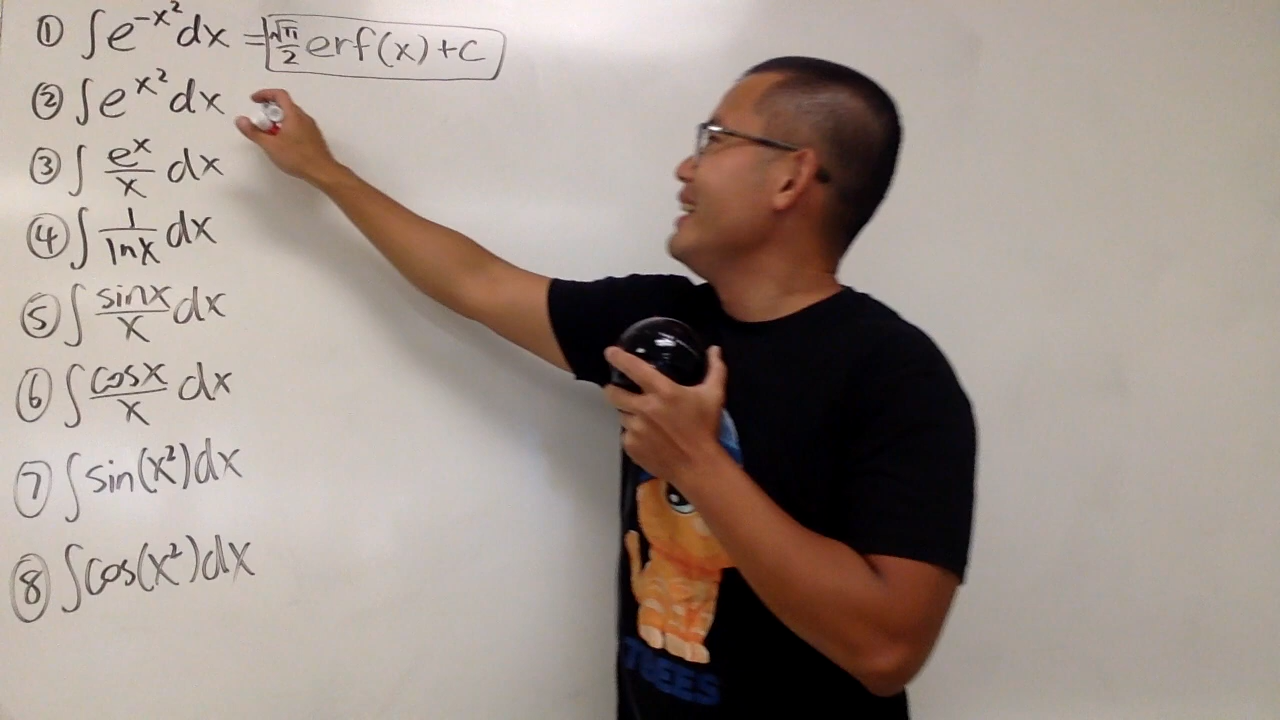 ① ∫e^{-x²}dx = √π/2 erf(x)+C
② ∫e^{x²}dx
③ ∫ e^x/x dx
④ ∫ 1/lnx dx
⑤ ∫ sinx/x dx
⑥ ∫ cosx/x dx
⑦ ∫sin(x²)dx
⑧ ∫cos(x²)dx